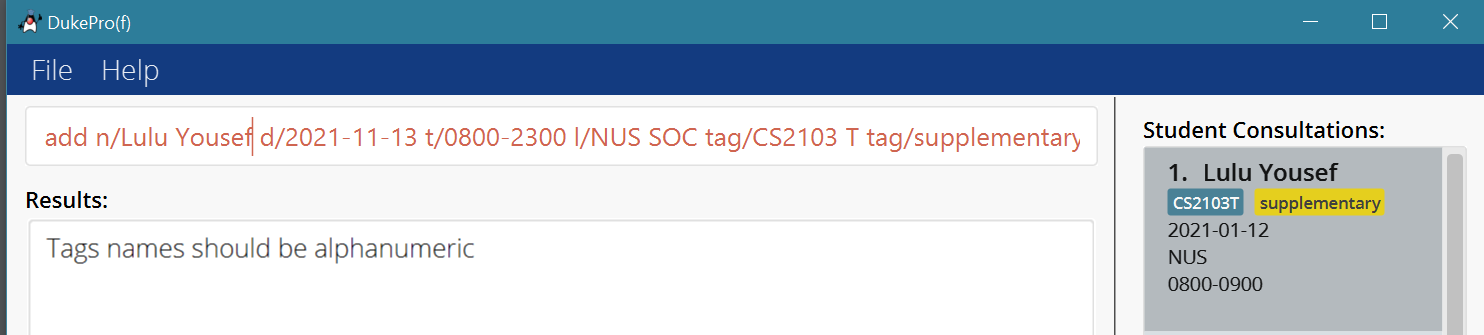 DukePro(f)
File Help
add n/Lulu Yousef d/2021-11-13 t/0800-2300 l/NUS SOC tag/CS2103 T tag/supplementary
Results:
Tags names should be alphanumeric
Student Consultations:
1. Lulu Yousef
CS2103T supplementary
2021-01-12
NUS
0800-0900